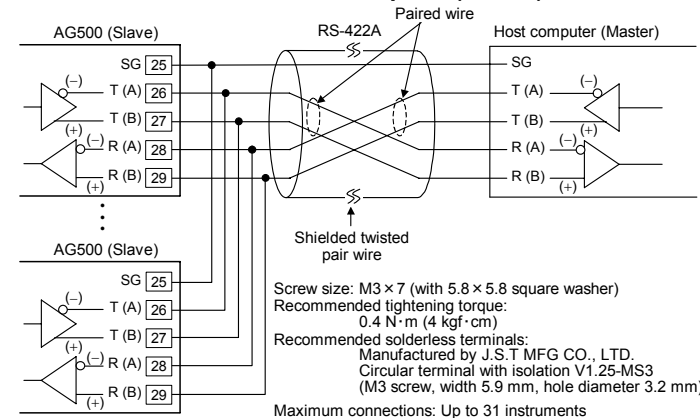 Paired wire
AG500 (Slave)
RS-422A
Host computer (Master)
SG 25
SG
T (A) 26
T (A)
(−)
(−)
T (B) 27
T (B)
(+)
(+)
(−) R (A) 28
R (A) (−)
R (B) 29
R (B)
(+)
(+)
Shielded twisted
pair wire
AG500 (Slave)
SG 25
(−)
T (A) 26
T (B) 27
(+)
(−) R (A) 28
R (B) 29
(+)
Screw size: M3 × 7 (with 5.8 × 5.8 square washer)
Recommended tightening torque:
0.4 N·m (4 kgf·cm)
Recommended solderless terminals:
Manufactured by J.S.T MFG CO., LTD.
Circular terminal with isolation V1.25-MS3
(M3 screw, width 5.9 mm, hole diameter 3.2 mm)
Maximum connections: Up to 31 instruments